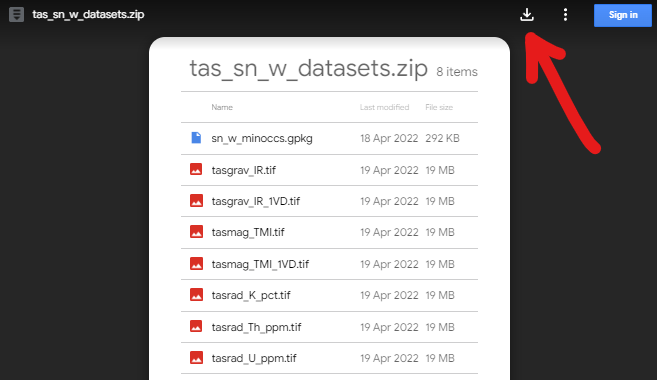 tas_sn_w_datasets.zip
Sign in
tas_sn_w_datasets.zip 8 items
Name Last modified File size
sn_w_minoccs.gpkg 18 Apr 2022 292 KB
tasgrav_IR.tif 19 Apr 2022 19 MB
tasgrav_IR_1VD.tif 19 Apr 2022 19 MB
tasmag_TMI.tif 19 Apr 2022 19 MB
tasmag_TMI_1VD.tif 19 Apr 2022 19 MB
tasrad_K_pct.tif 19 Apr 2022 19 MB
tasrad_Th_ppm.tif 19 Apr 2022 19 MB
tasrad_U_ppm.tif 19 Apr 2022 19 MB